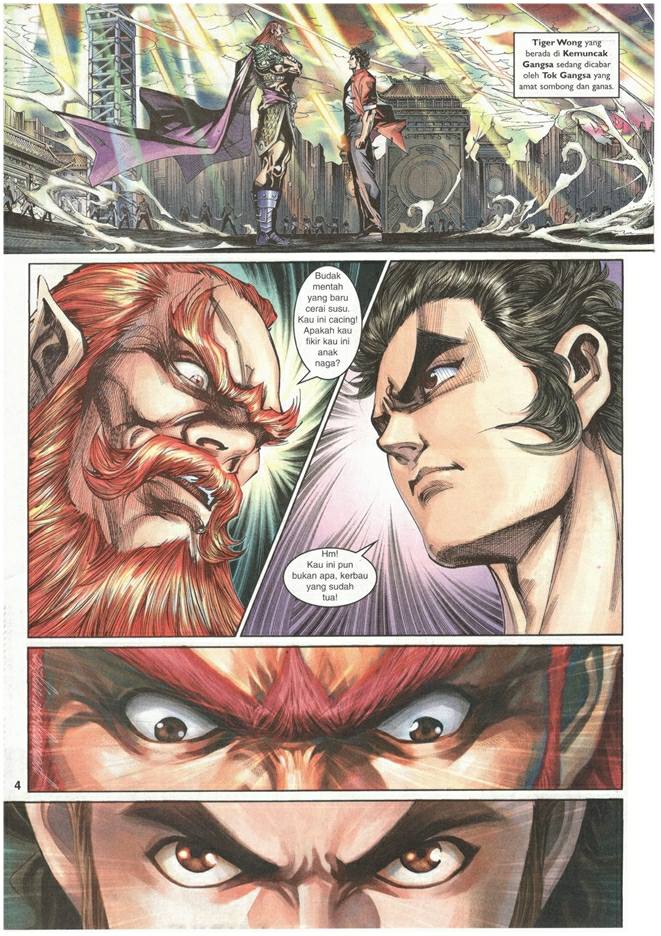 Tiger Wong yang
berada di Kemuncak
Gangsa sedang dicabar
oleh Tok Gangsa yang
amat sombong dan ganas.
Budak
mentah
yang baru
cerai susu.
Kau ini cacing!
Apakah kau
fikir kau ini
anak
naga?
Hm!
Kau ini pun
bukan apa, kerbau
yang sudah
tua!
4